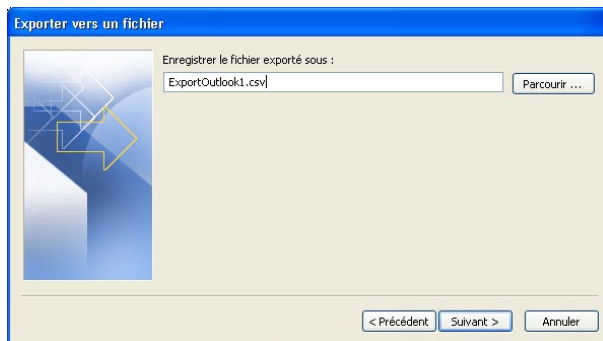 Exporter vers un fichier
Enregistrer le fichier exporté sous :
ExportOutlook1.csv
Parcourir ...
< Précédent
Suivant >
Annuler